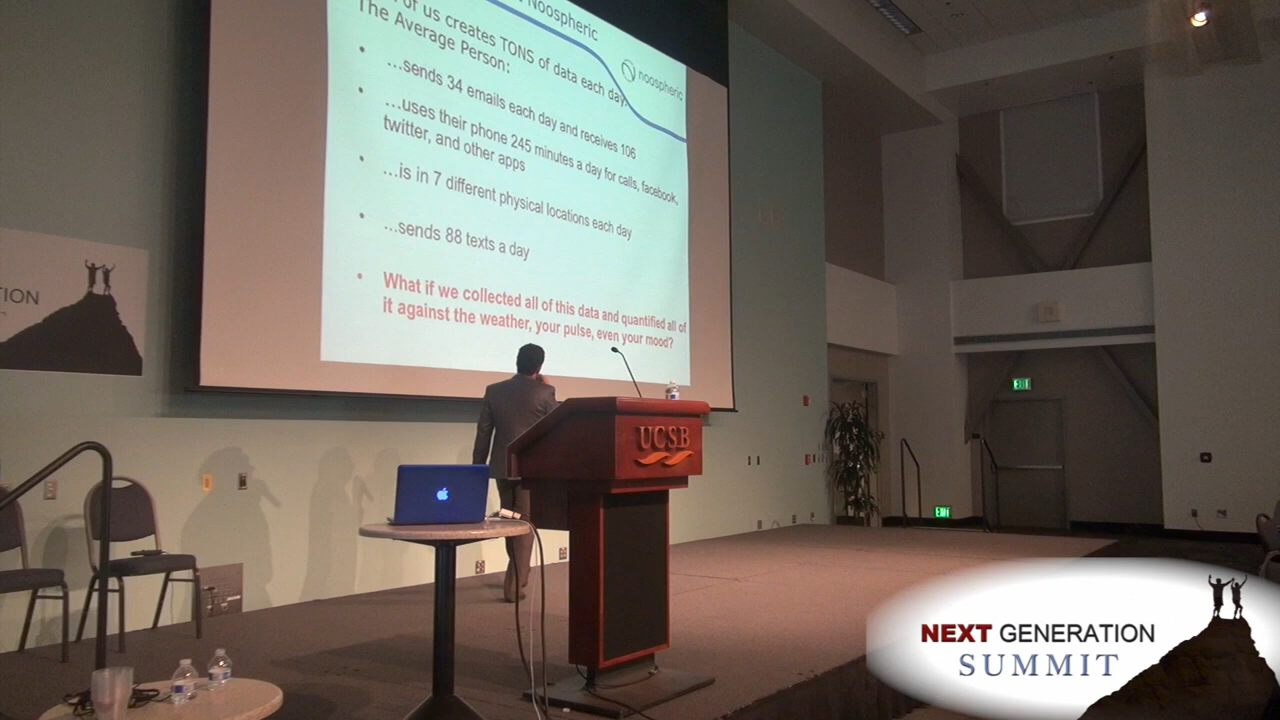 Noospheric
of us creates TONS of data each day.
The Average Person:
noospheric
• …sends 34 emails each day and receives 106
• …uses their phone 245 minutes a day for calls, facebook,
twitter, and other apps
• …is in 7 different physical locations each day
• …sends 88 texts a day
• What if we collected all of this data and quantified all of
it against the weather, your pulse, even your mood?
ION
UCSB
EXIT
EXIT
NEXT GENERATION
SUMMIT